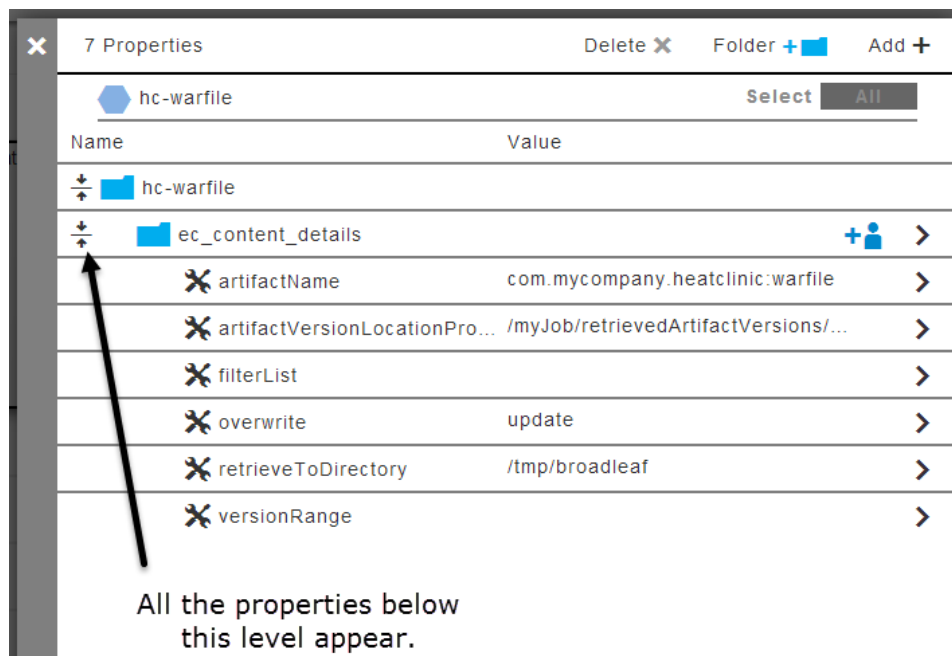 7 Properties Delete Folder Add
hc-warfile Select All
Name Value
hc-warfile
ec_content_details
artifactName com.mycompany.heatclinic:warfile
artifactVersionLocationPro... /myJob/retrievedArtifactVersions/...
filterList
overwrite update
retrieveToDirectory /tmp/broadleaf
versionRange
All the properties below
this level appear.